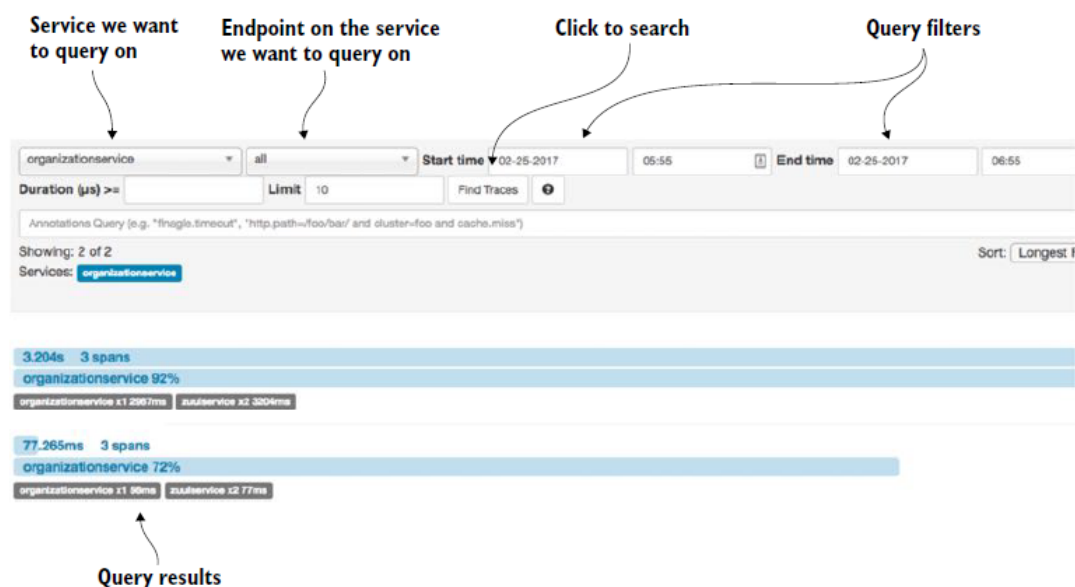 Service we want
to query on
Endpoint on the service
we want to query on
Click to search
Query filters
organizationservice
all
Start time
02-25-2017
05:55
End time
02-25-2017
06:55
Duration (μs) >=
Limit
10
Find Traces
Annotations Query (e.g. "finagle.timeout", "http.path=/foo/bar/ and cluster=foo and cache.miss")
Showing: 2 of 2
Sort: Longest
Services: organizationservice
3.204s 3 spans
organizationservice 92%
organizationservice x1 2967ms zuulservice x2 3204ms
77.265ms 3 spans
organizationservice 72%
organizationservice x1 56ms zuulservice x2 77ms
Query results